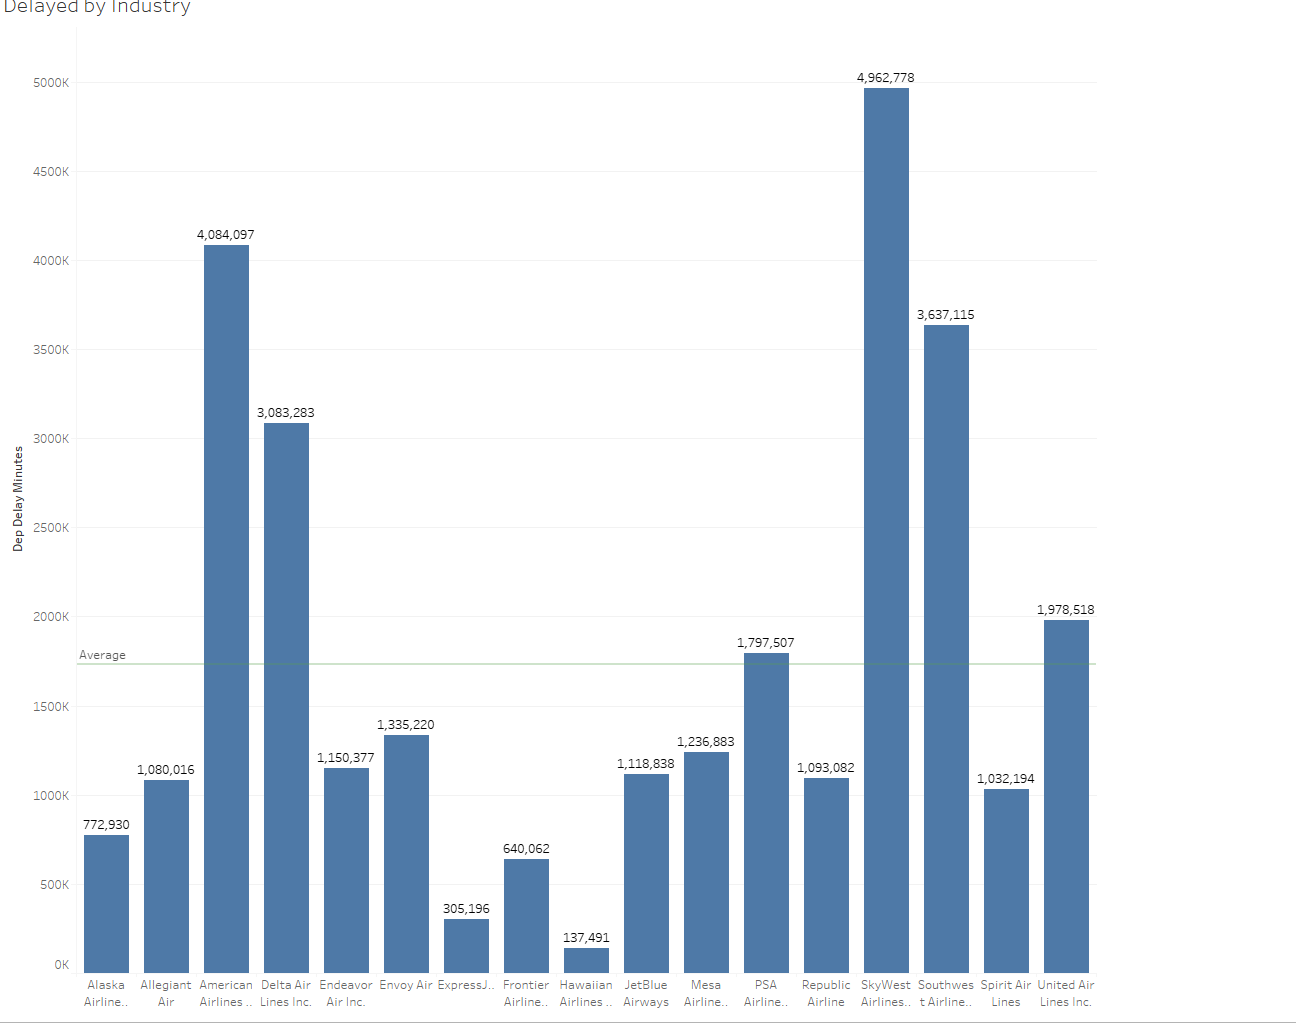 Delayed by Industry
5000K
4500K
4000K
3500K
3000K
2500K
2000K
1500K
1000K
500K
0K
Dep Delay Minutes
Average
772,930
1,080,016
4,084,097
3,083,283
1,150,377
1,335,220
305,196
640,062
137,491
1,118,838
1,236,883
1,797,507
1,093,082
4,962,778
3,637,115
1,032,194
1,978,518
Alaska
Airline..
Allegiant
Air
American
Airlines ..
Delta Air
Lines Inc.
Endeavor
Air Inc.
Envoy Air
ExpressJ..
Frontier
Airline..
Hawaiian
Airlines ..
JetBlue
Airways
Mesa
Airline..
PSA
Airline..
Republic
Airline
SkyWest
Airlines..
Southwes
t Airline..
Spirit Air
Lines
United Air
Lines Inc.